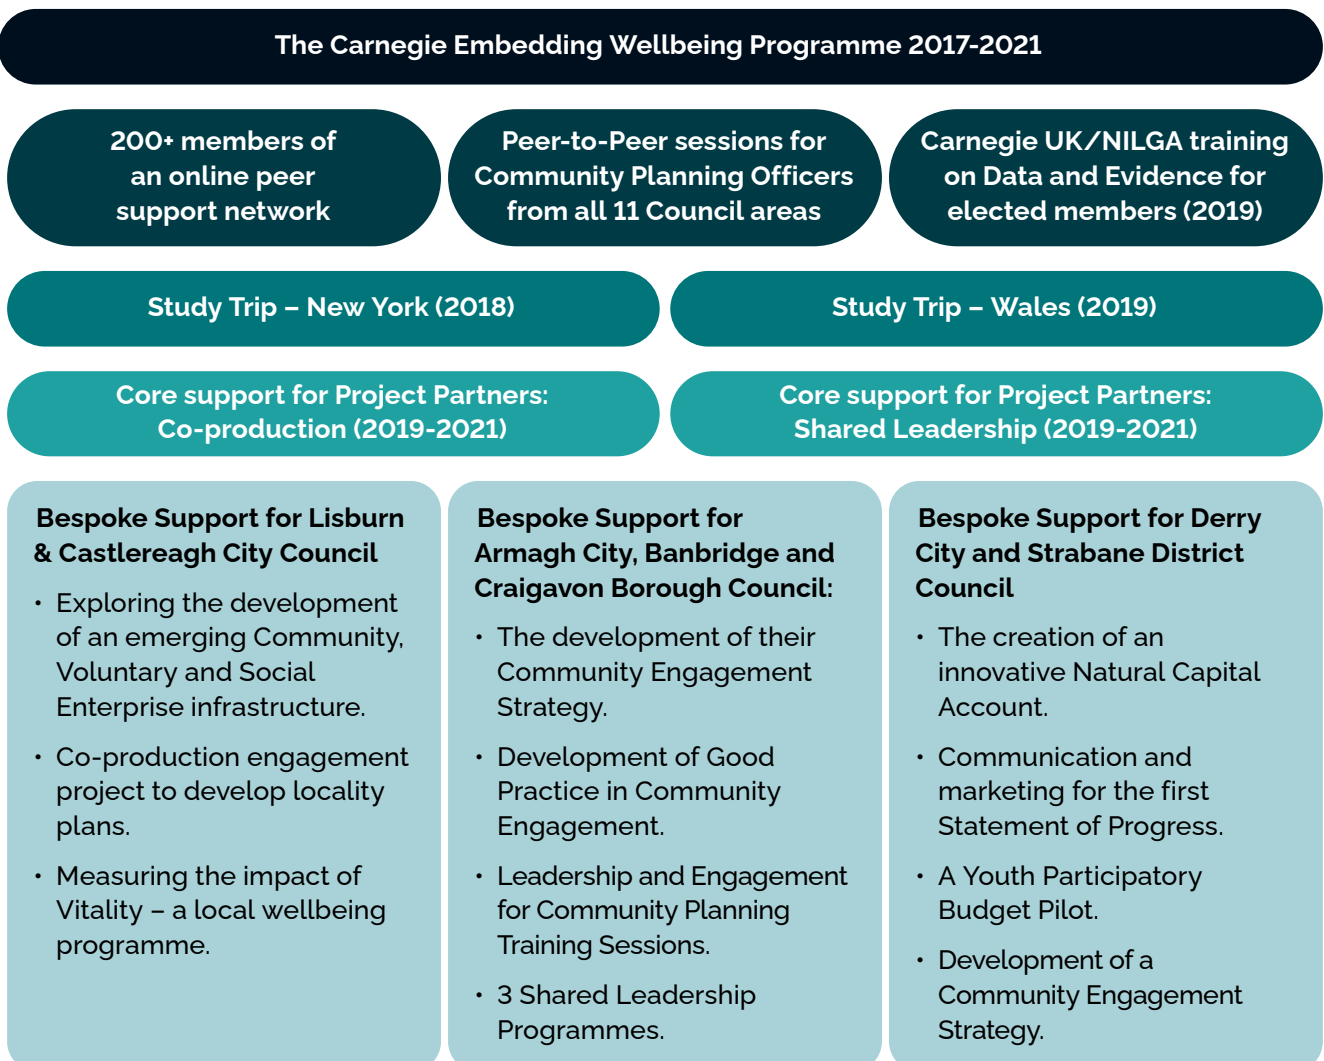 The Carnegie Embedding Wellbeing Programme 2017-2021
200+ members of
an online peer
support network
Peer-to-Peer sessions for
Community Planning Officers
from all 11 Council areas
Carnegie UK/NILGA training
on Data and Evidence for
elected members (2019)
Study Trip – New York (2018)
Study Trip – Wales (2019)
Core support for Project Partners:
Co-production (2019-2021)
Core support for Project Partners:
Shared Leadership (2019-2021)
Bespoke Support for Lisburn
& Castlereagh City Council
• Exploring the development
of an emerging Community,
Voluntary and Social
Enterprise infrastructure.
• Co-production engagement
project to develop locality
plans.
• Measuring the impact of
Vitality – a local wellbeing
programme.
Bespoke Support for
Armagh City, Banbridge and
Craigavon Borough Council:
• The development of their
Community Engagement
Strategy.
• Development of Good
Practice in Community
Engagement.
• Leadership and Engagement
for Community Planning
Training Sessions.
• 3 Shared Leadership
Programmes.
Bespoke Support for Derry
City and Strabane District
Council
• The creation of an
innovative Natural Capital
Account.
• Communication and
marketing for the first
Statement of Progress.
• A Youth Participatory
Budget Pilot.
• Development of a
Community Engagement
Strategy.